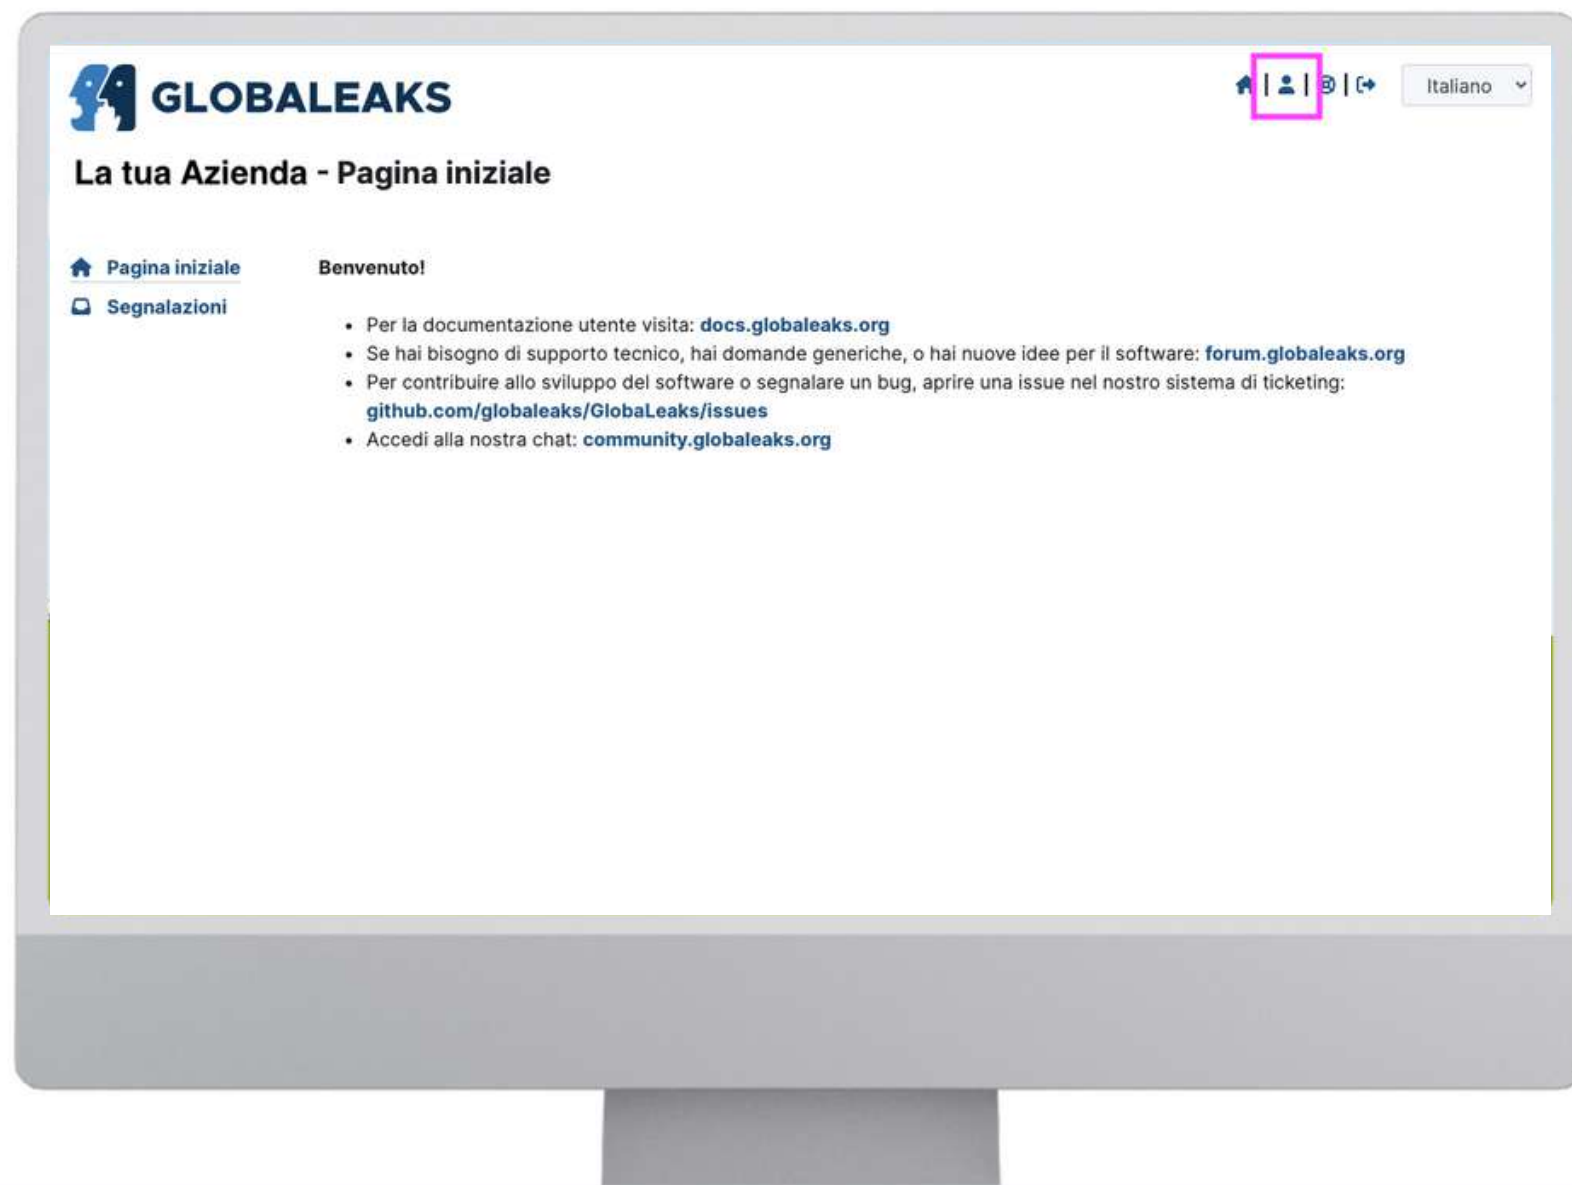 GLOBALEAKS
Italiano
La tua Azienda - Pagina iniziale
Pagina iniziale
Segnalazioni
Benvenuto!
• Per la documentazione utente visita: docs.globaleaks.org
• Se hai bisogno di supporto tecnico, hai domande generiche, o hai nuove idee per il software: forum.globaleaks.org
• Per contribuire allo sviluppo del software o segnalare un bug, aprire una issue nel nostro sistema di ticketing:
github.com/globaleaks/GlobaLeaks/issues
• Accedi alla nostra chat: community.globaleaks.org